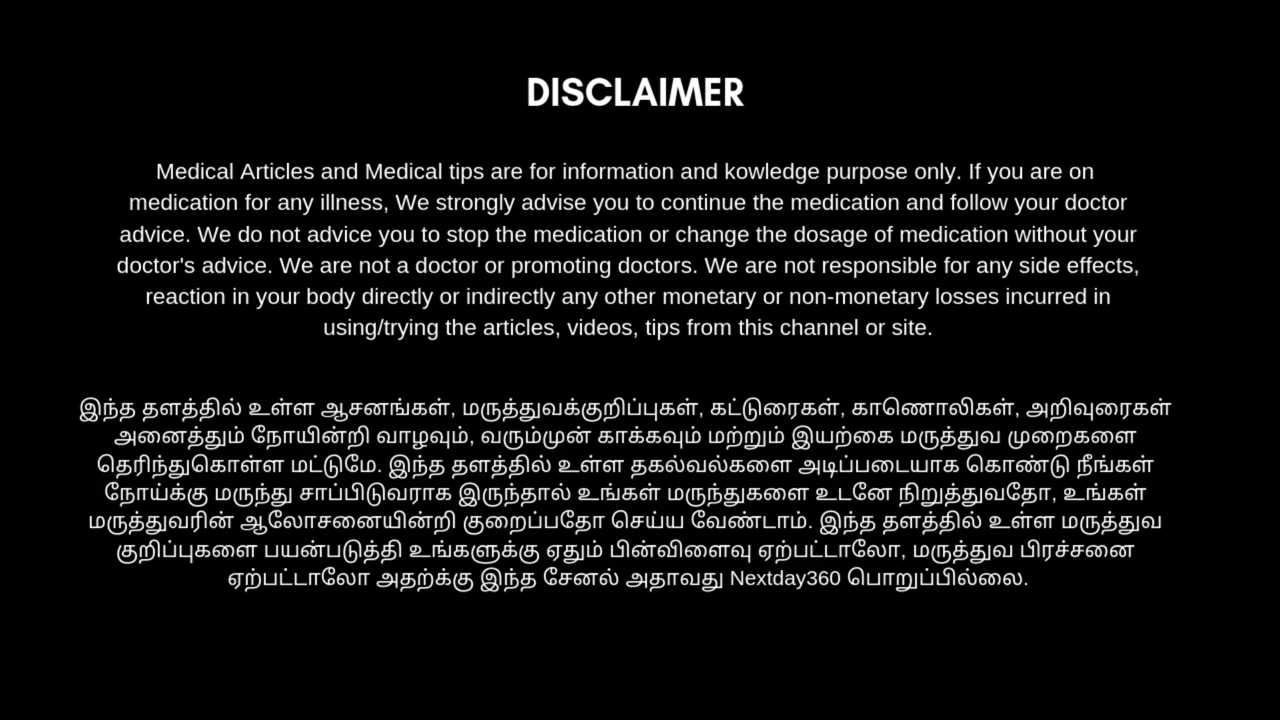 DISCLAIMER
Medical Articles and Medical tips are for information and kowledge purpose only. If you are on
medication for any illness, We strongly advise you to continue the medication and follow your doctor
advice. We do not advice you to stop the medication or change the dosage of medication without your
doctor's advice. We are not a doctor or promoting doctors. We are not responsible for any side effects,
reaction in your body directly or indirectly any other monetary or non-monetary losses incurred in
using/trying the articles, videos, tips from this channel or site.
இந்த தளத்தில் உள்ள ஆசனங்கள், மருத்துவக்குறிப்புகள், கட்டுரைகள், காணொலிகள், அறிவுரைகள்
அனைத்தும் நோயின்றி வாழவும், வரும்முன் காக்கவும் மற்றும் இயற்கை மருத்துவ முறைகளை
தெரிந்துகொள்ள மட்டுமே. இந்த தளத்தில் உள்ள தகல்வல்களை அடிப்படையாக கொண்டு நீங்கள்
நோய்க்கு மருந்து சாப்பிடுவராக இருந்தால் உங்கள் மருந்துகளை உடனே நிறுத்துவதோ, உங்கள்
மருத்துவரின் ஆலோசனையின்றி குறைப்பதோ செய்ய வேண்டாம். இந்த தளத்தில் உள்ள மருத்துவ
குறிப்புகளை பயன்படுத்தி உங்களுக்கு ஏதும் பின்விளைவு ஏற்பட்டாலோ, மருத்துவ பிரச்சனை
ஏற்பட்டாலோ அதற்க்கு இந்த சேனல் அதாவது Nextday360 பொறுப்பில்லை.